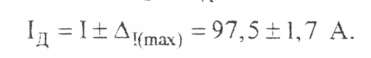 I_Д = I ± Δ_I(max) = 97,5 ± 1,7 А.